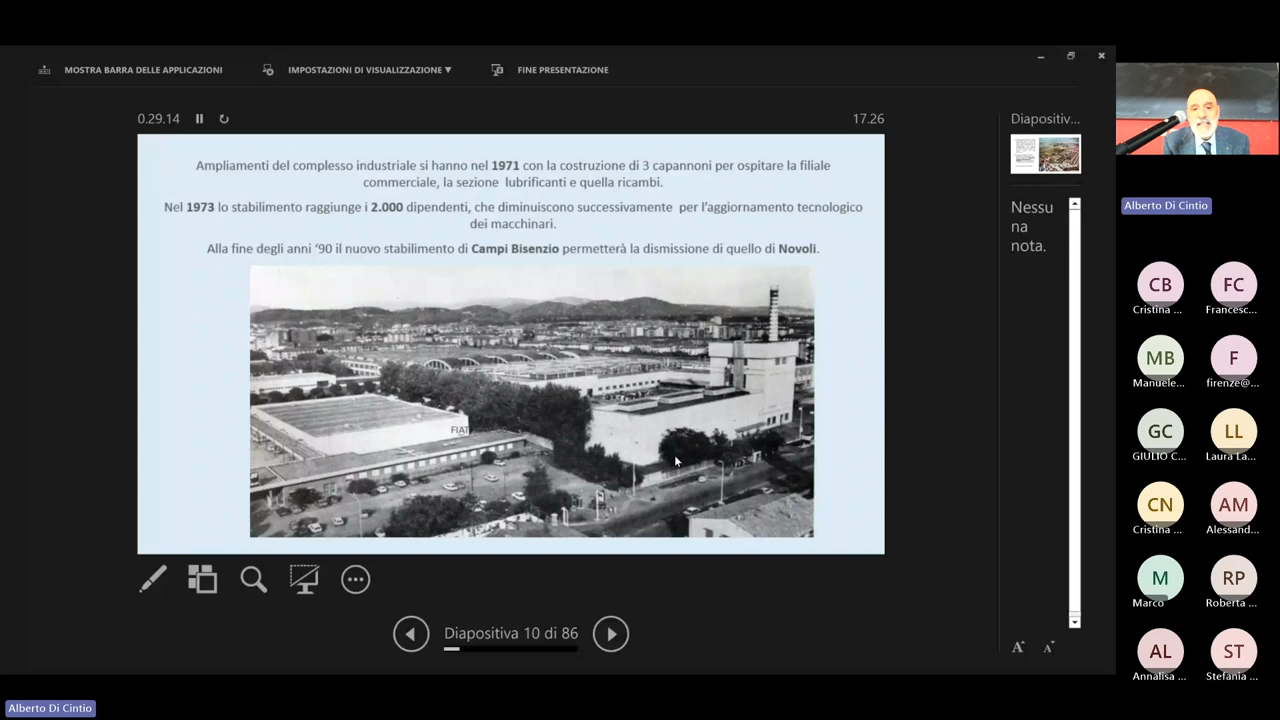 MOSTRA BARRA DELLE APPLICAZIONI
IMPOSTAZIONI DI VISUALIZZAZIONE ▼
FINE PRESENTAZIONE
0.29.14
17.26
Ampliamenti del complesso industriale si hanno nel 1971 con la costruzione di 3 capannoni per ospitare la filiale
commerciale, la sezione lubrificanti e quella ricambi.
Nel 1973 lo stabilimento raggiunge i 2.000 dipendenti, che diminuiscono successivamente per l'aggiornamento tecnologico
dei macchinari.
Alla fine degli anni '90 il nuovo stabilimento di Campi Bisenzio permetterà la dismissione di quello di Novoli.
FIAT
Diapositiva 10 di 86
Diapositiv...
Nessu
na
nota.
A A
Alberto Di Cintio
CB FC
Cristina ... Francesc...
MB F
Manuele... firenze@...
GC LL
GIULIO C... Laura La...
CN AM
Cristina ... Alessand...
M RP
Marco Roberta ...
AL ST
Annalisa ... Stefania ...
Alberto Di Cintio